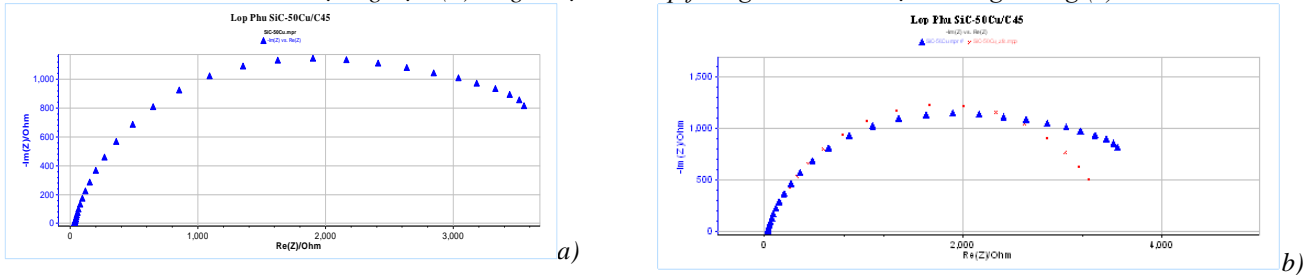 Lop Phu SiC-50Cu/C45
SiC-50Cu.mpr
-Im(Z) vs. Re(Z)
1,000
800
600
400
200
0
-Im(Z)/Ohm
0 1,000 2,000 3,000
Re(Z)/Ohm
a)
Lop Phu SiC-50Cu/C45
-Im(Z) vs. Re(Z)
1,500
1,000
500
0
-Im(Z)/Ohm
0 2,000 4,000
Re(Z)/Ohm
b)